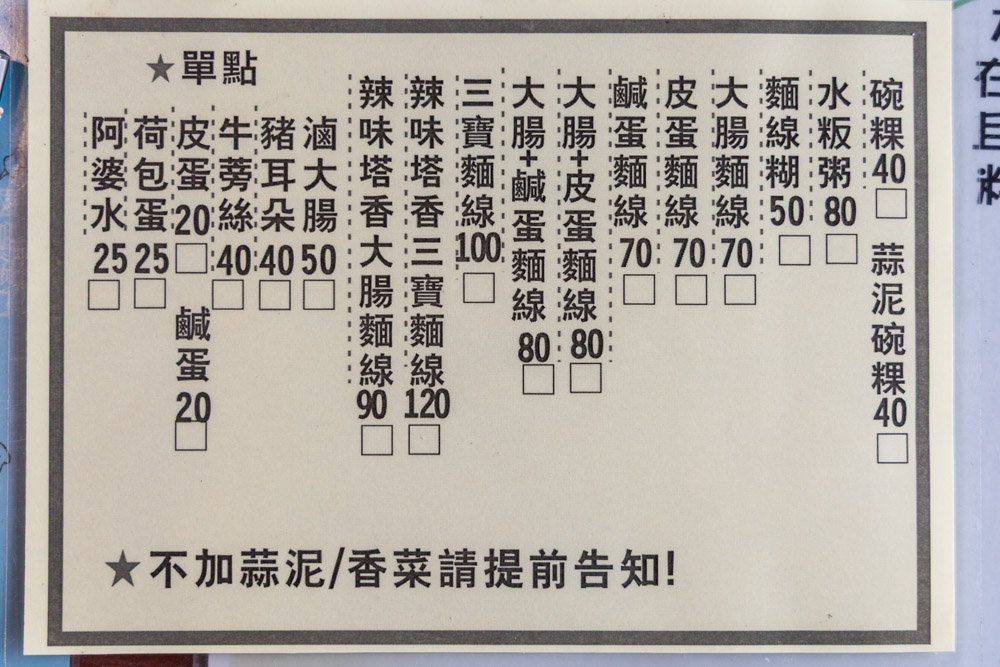 碗粿40□ 蒜泥碗粿40□
水粄粥80□
麵線糊50□
大腸麵線70□
皮蛋麵線70□
鹹蛋麵線70□
大腸+皮蛋麵線80□
大腸+鹹蛋麵線80□
三寶麵線100□
辣味塔香三寶麵線120□
辣味塔香大腸麵線90□
★單點
滷大腸50□
豬耳朵40□
牛蒡絲40□
皮蛋20□ 鹹蛋20□
荷包蛋25□
阿婆水25□
★不加蒜泥/香菜請提前告知!
在
且